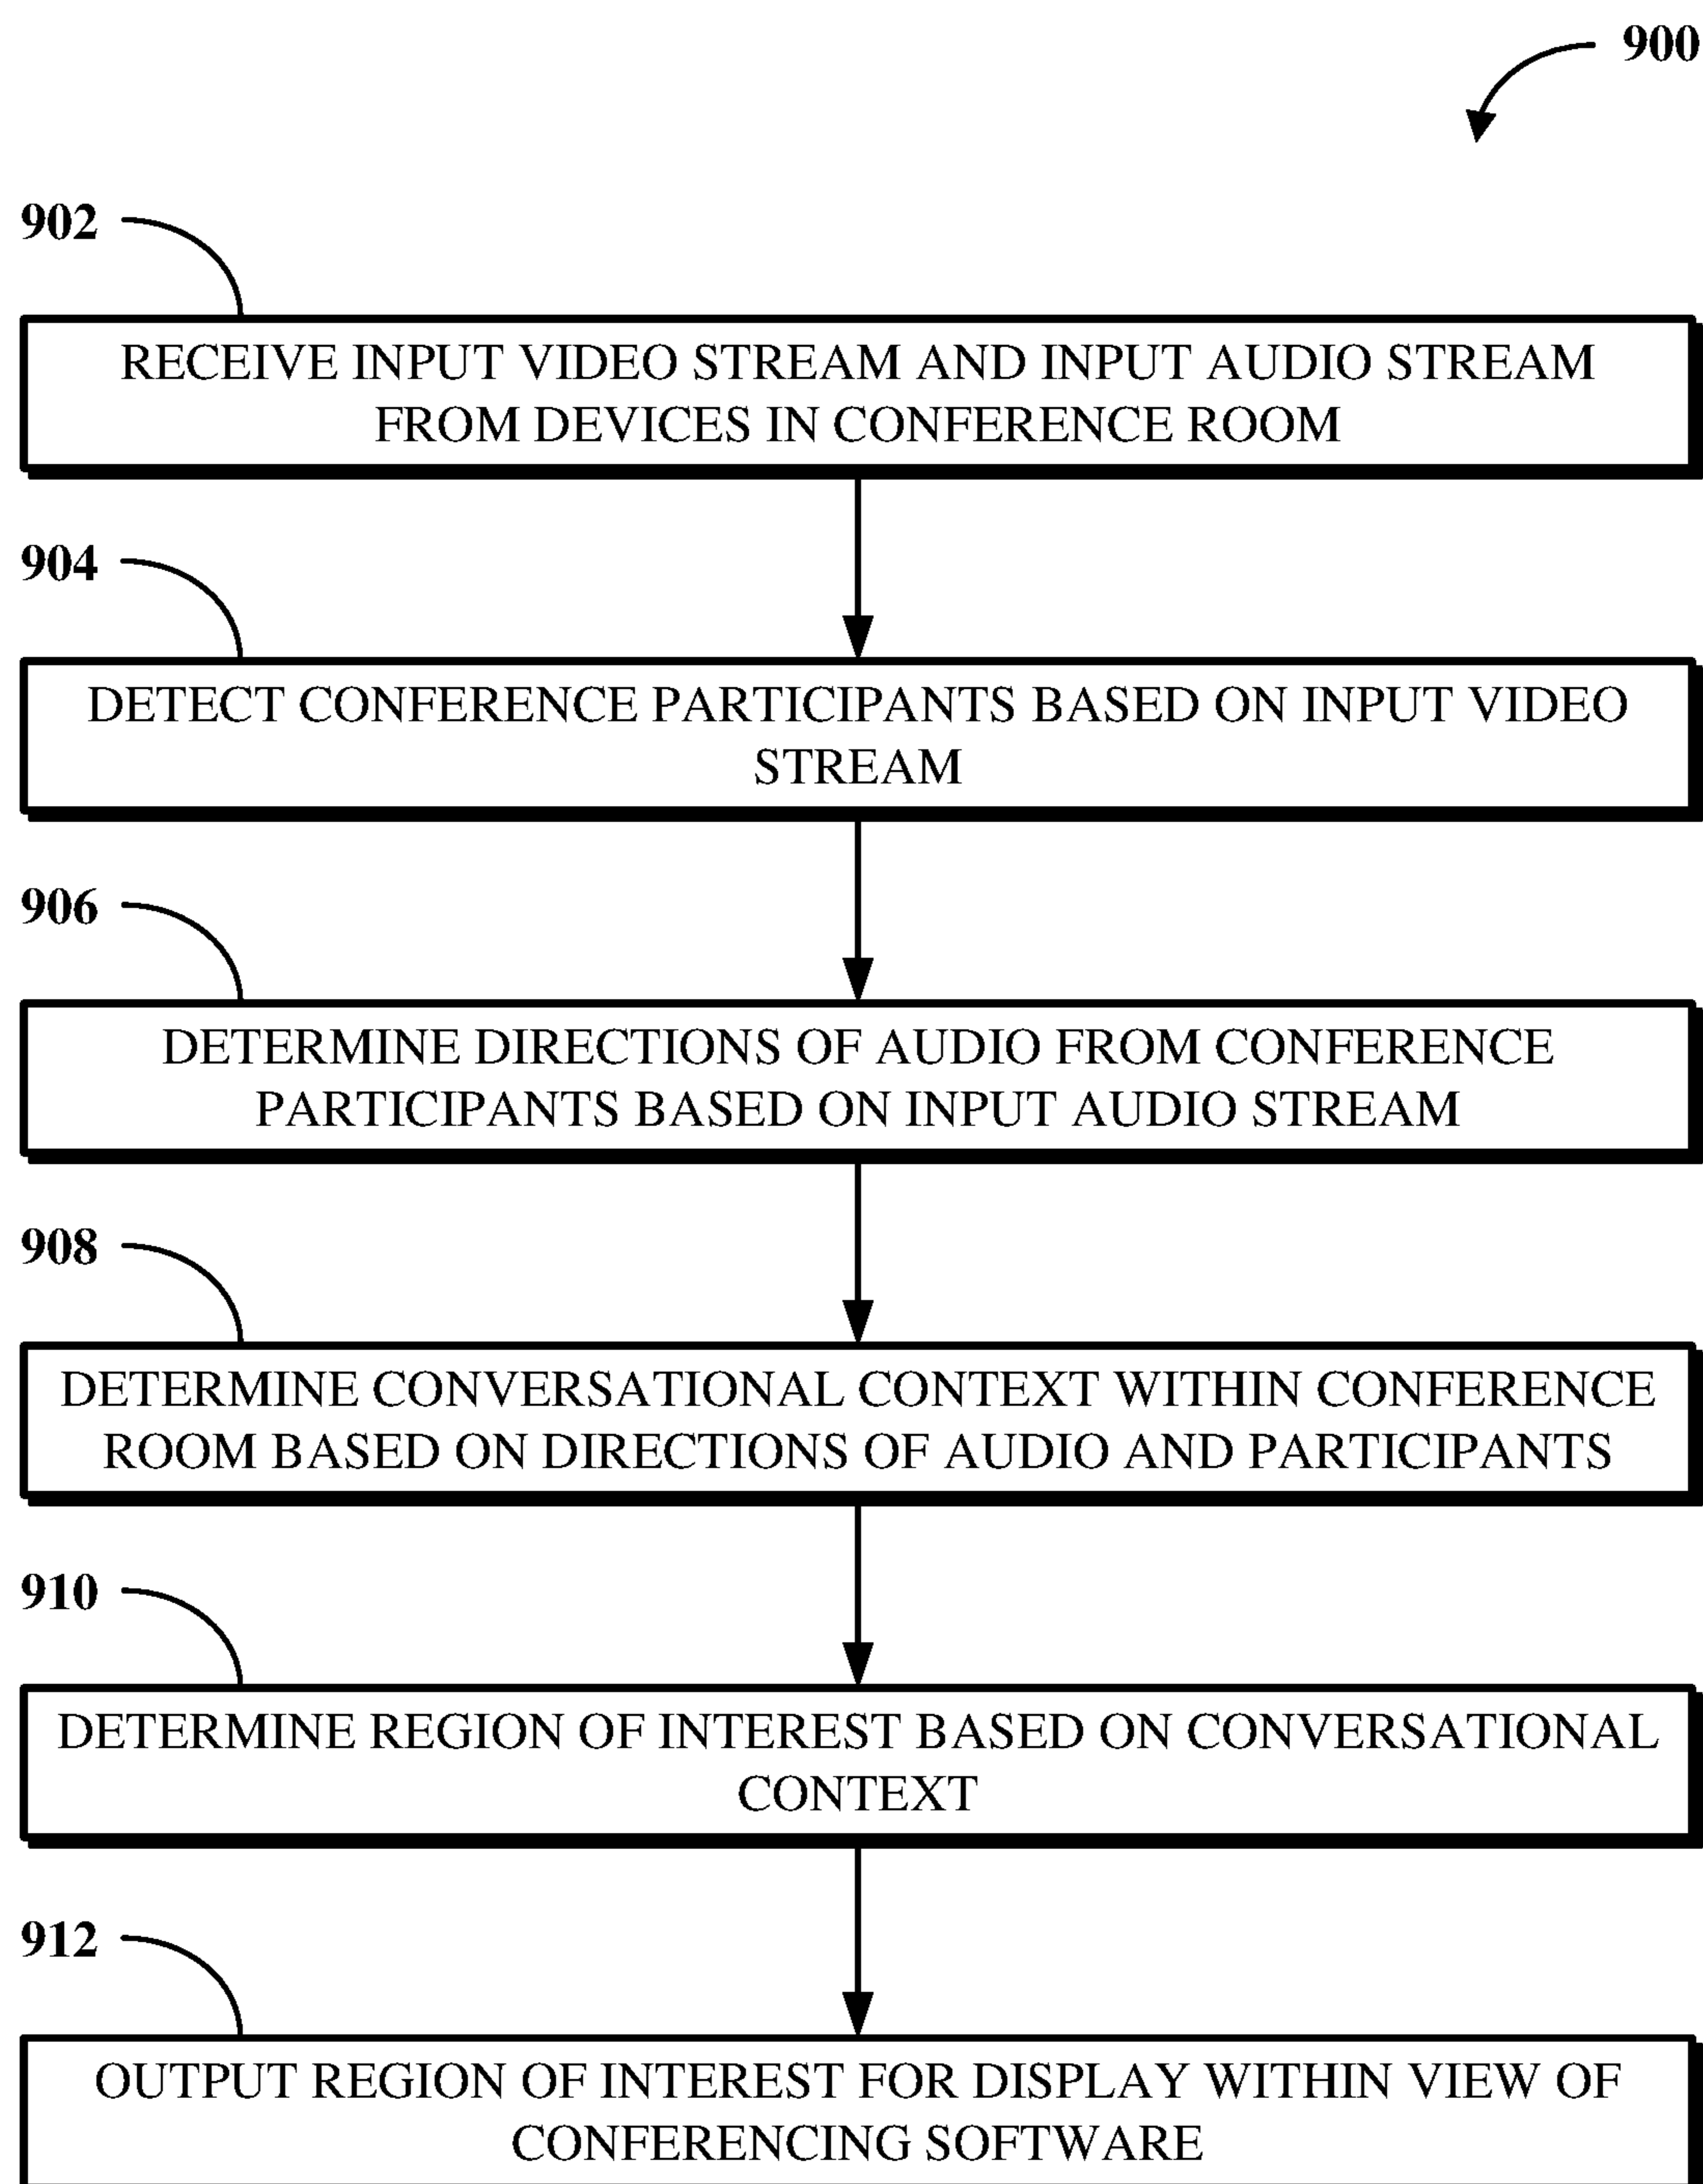 900
902
RECEIVE INPUT VIDEO STREAM AND INPUT AUDIO STREAM
FROM DEVICES IN CONFERENCE ROOM
904
DETECT CONFERENCE PARTICIPANTS BASED ON INPUT VIDEO
STREAM
906
DETERMINE DIRECTIONS OF AUDIO FROM CONFERENCE
PARTICIPANTS BASED ON INPUT AUDIO STREAM
908
DETERMINE CONVERSATIONAL CONTEXT WITHIN CONFERENCE
ROOM BASED ON DIRECTIONS OF AUDIO AND PARTICIPANTS
910
DETERMINE REGION OF INTEREST BASED ON CONVERSATIONAL
CONTEXT
912
OUTPUT REGION OF INTEREST FOR DISPLAY WITHIN VIEW OF
CONFERENCING SOFTWARE